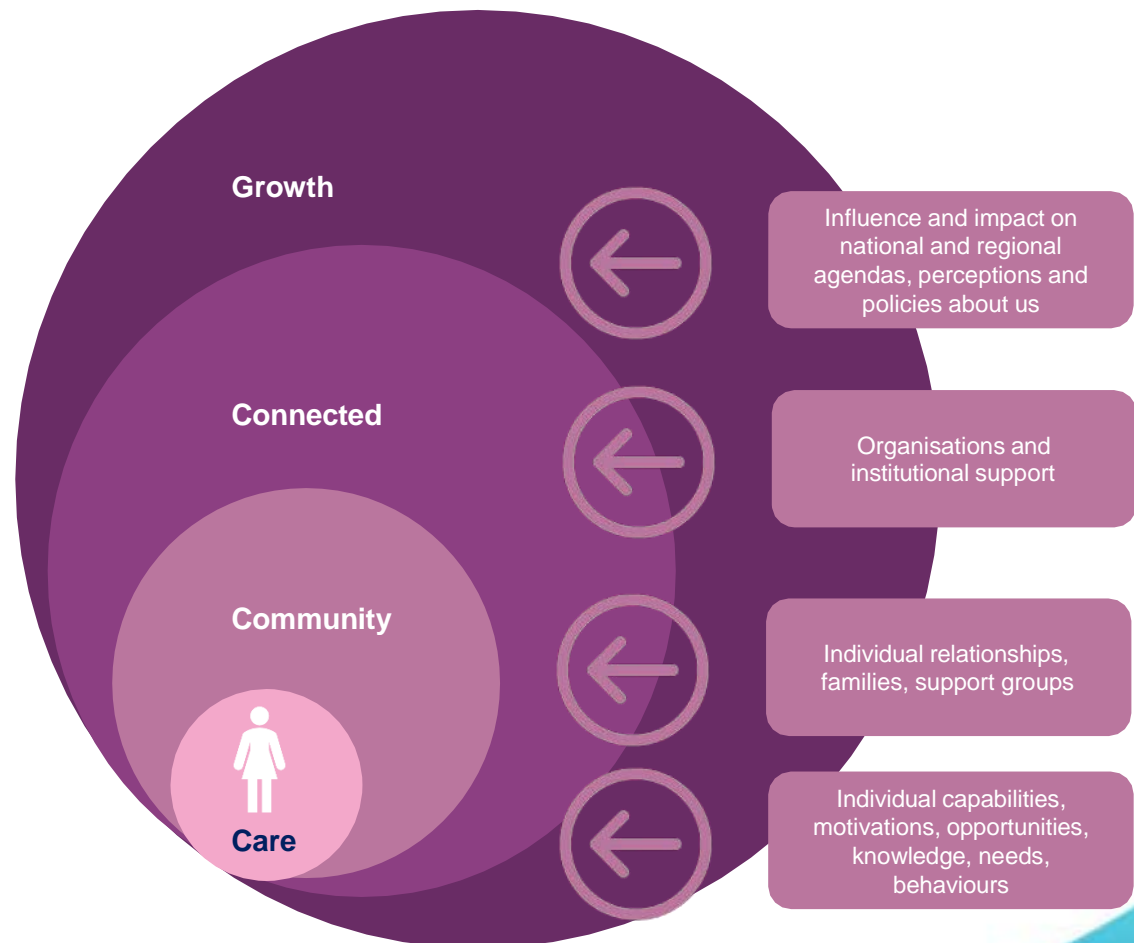 Growth
Influence and impact on
national and regional
agendas, perceptions and
policies about us
Connected
Organisations and
institutional support
Community
Individual relationships,
families, support groups
Care
Individual capabilities,
motivations, opportunities,
knowledge, needs,
behaviours